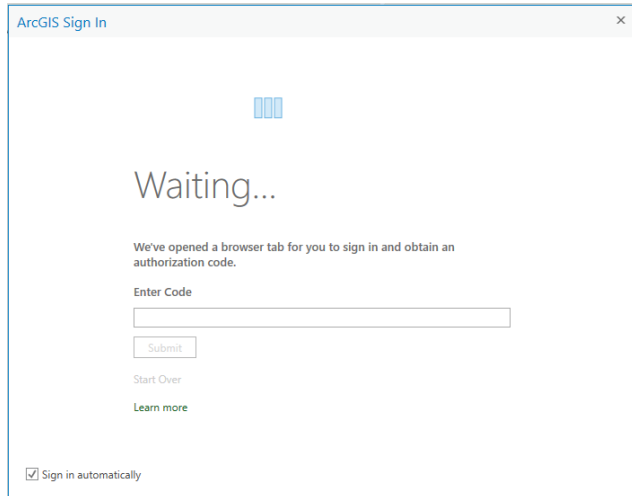 ArcGIS Sign In
Waiting...
We've opened a browser tab for you to sign in and obtain an
authorization code.
Enter Code
Submit
Start Over
Learn more
Sign in automatically